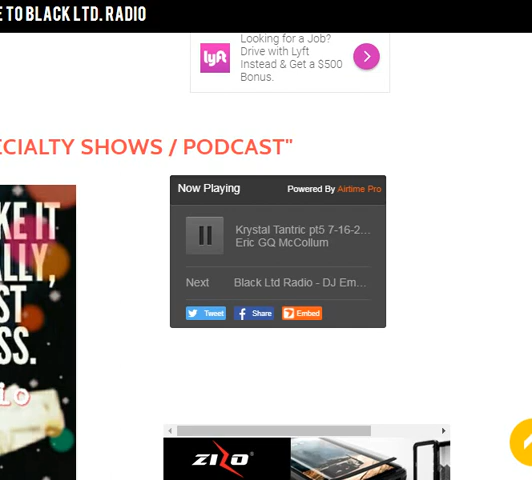 E TO BLACK LTD. RADIO
Looking for a Job?
Drive with Lyft
Instead & Get a $500
Bonus.
lyft
ECIALTY SHOWS / PODCAST"
Now Playing
Powered By Airtime Pro
Krystal Tantric pt5 7-16-2...
Eric GQ McCollum
Next
Black Ltd Radio - DJ Em...
Tweet
Share
Embed
KE IT
LLY,
ST
SS.
io
ZIZO